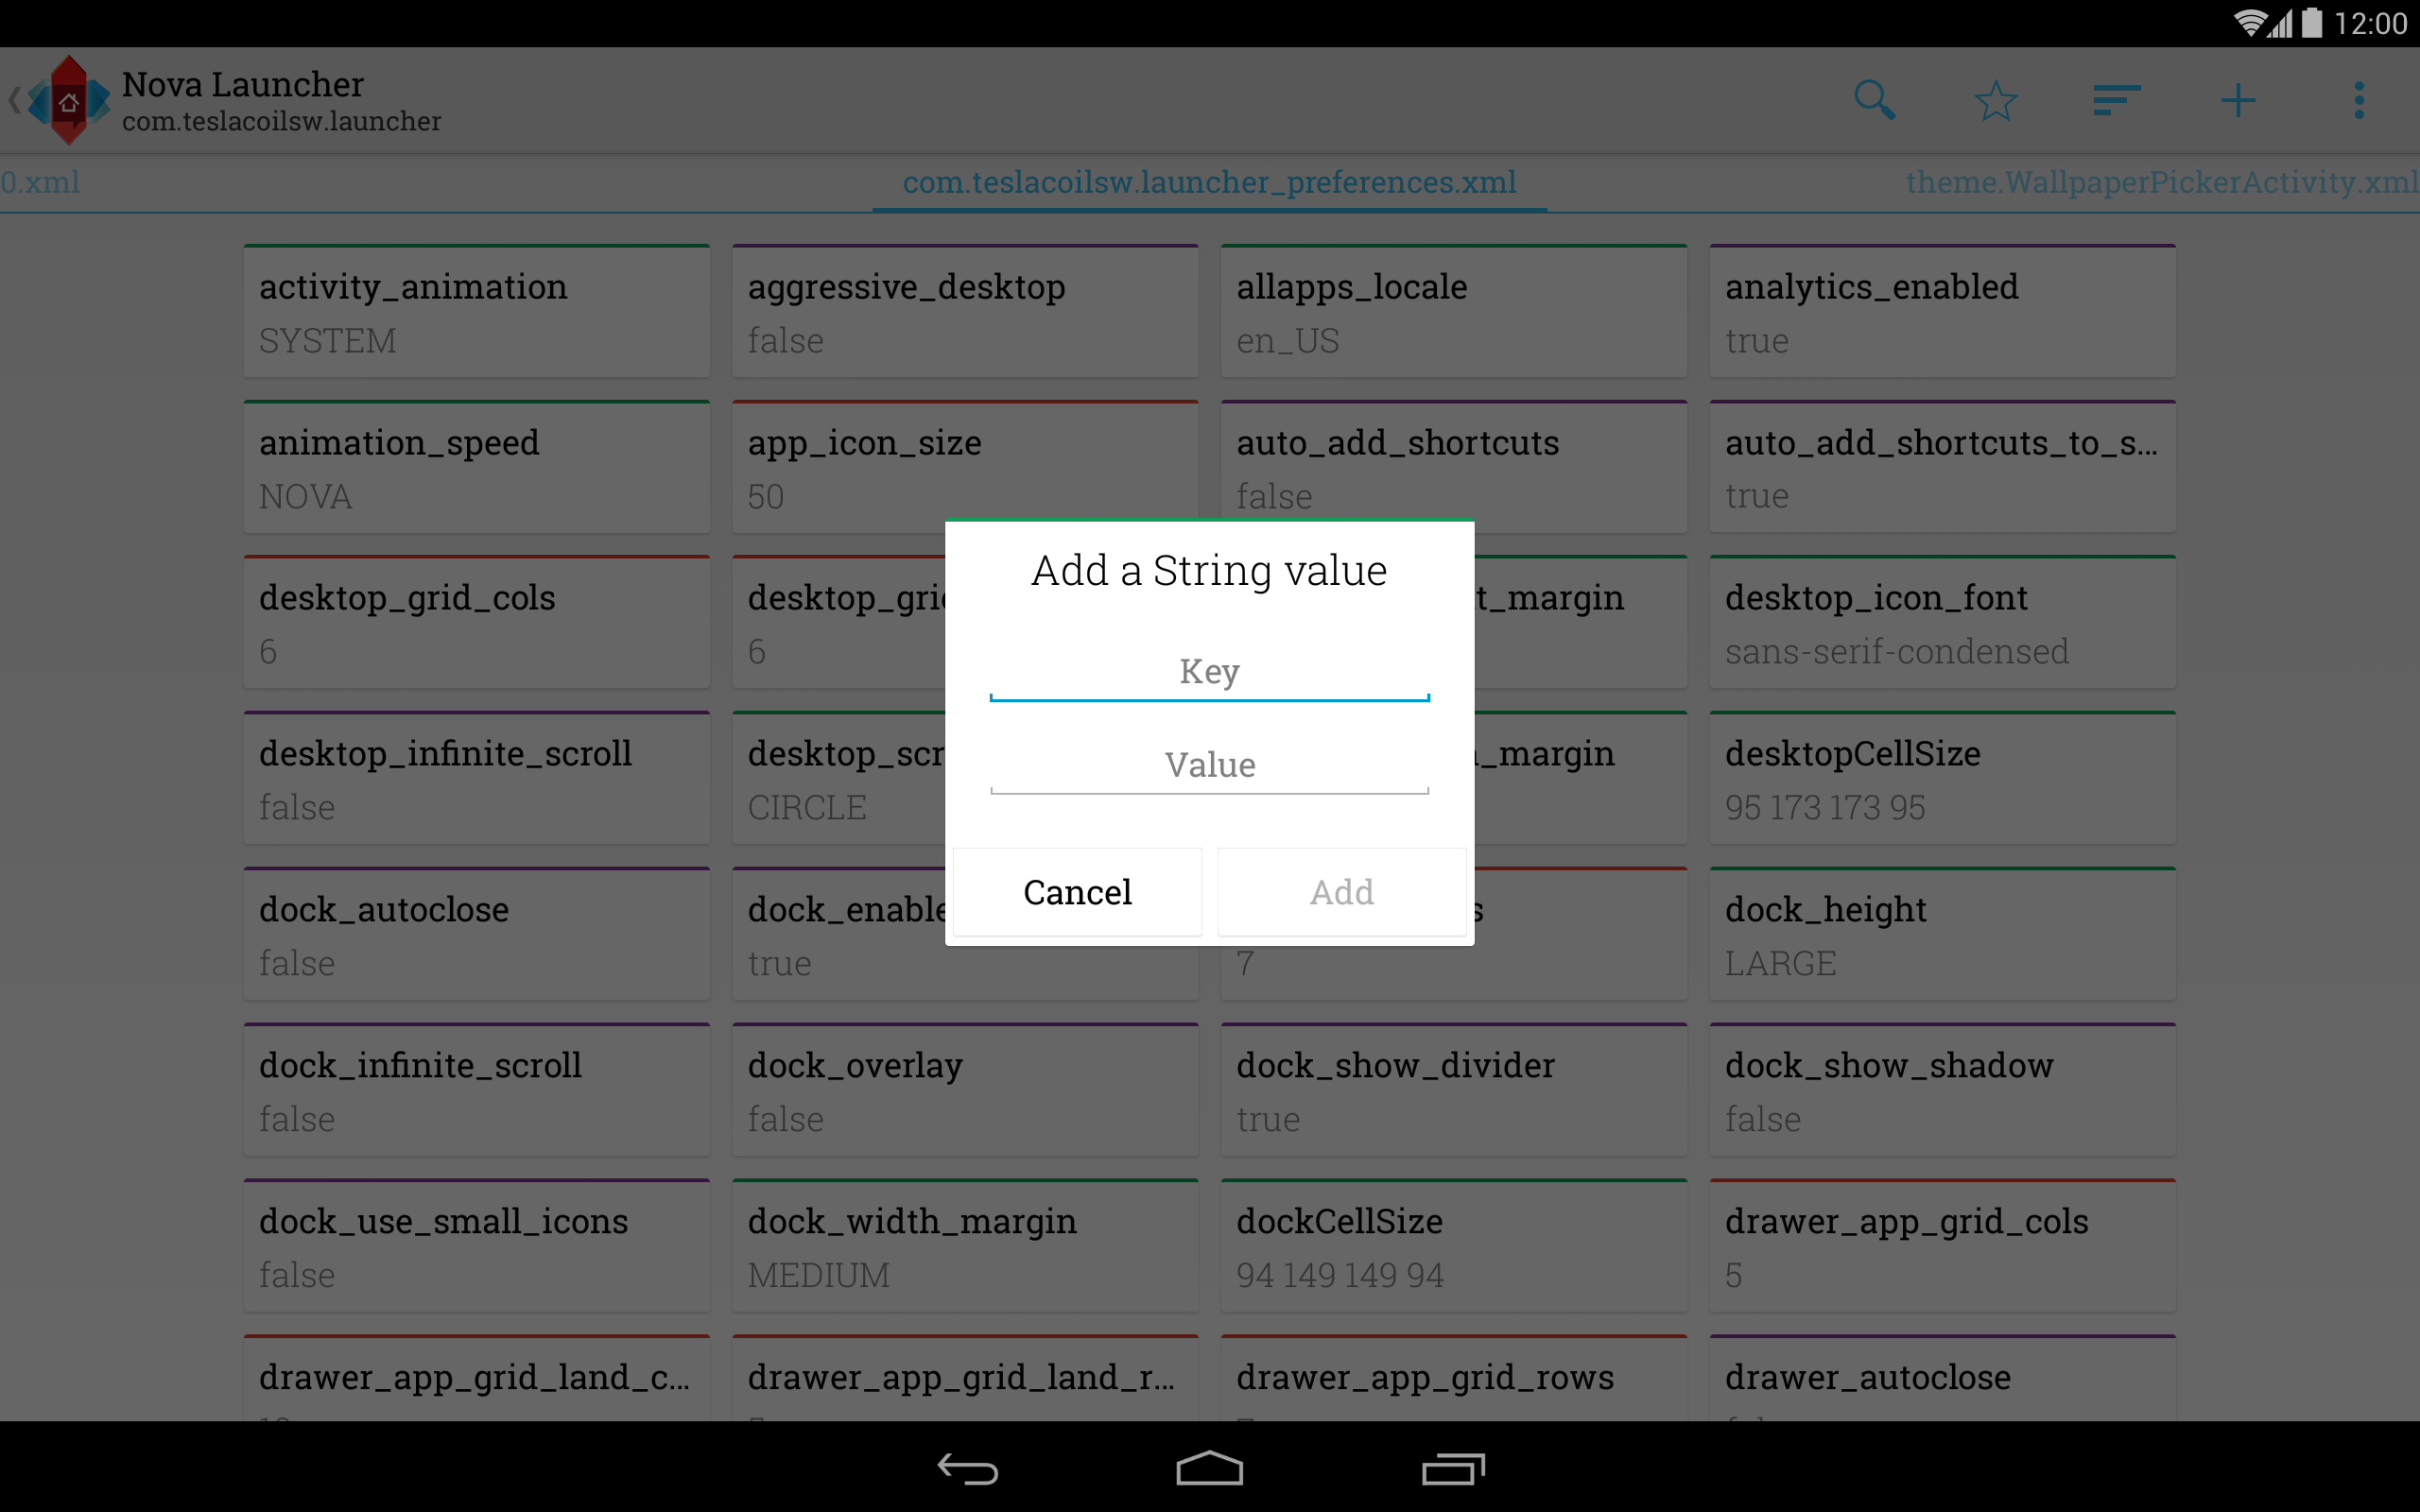 12:00
Nova Launcher
com.teslacoilsw.launcher
0.xml com.teslacoilsw.launcher_preferences.xml theme.WallpaperPickerActivity.xml
activity_animation aggressive_desktop allapps_locale analytics_enabled
SYSTEM false en_US true
animation_speed app_icon_size auto_add_shortcuts auto_add_shortcuts_to_s...
NOVA 50 false true
Add a String value
desktop_grid_cols desktop_gri t_margin desktop_icon_font
6 6 sans-serif-condensed
Key
desktop_infinite_scroll desktop_scr _margin desktopCellSize
Value
false CIRCLE 95 173 173 95
Cancel Add
dock_autoclose dock_enable s dock_height
false true 7 LARGE
dock_infinite_scroll dock_overlay dock_show_divider dock_show_shadow
false false true false
dock_use_small_icons dock_width_margin dockCellSize drawer_app_grid_cols
false MEDIUM 94 149 149 94 5
drawer_app_grid_land_c... drawer_app_grid_land_r... drawer_app_grid_rows drawer_autoclose